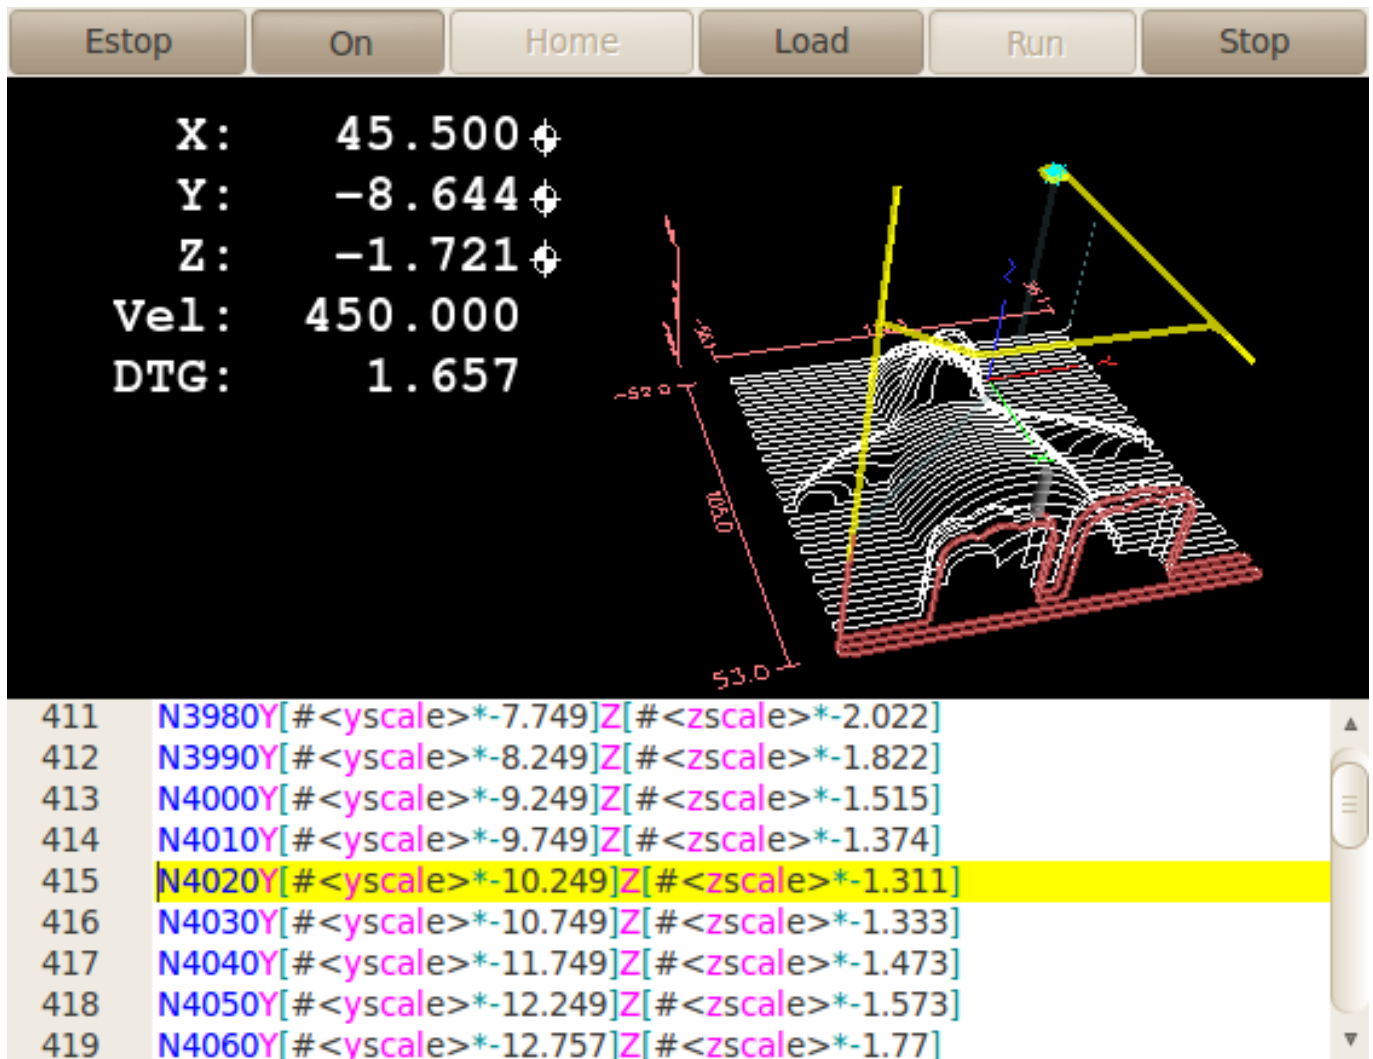 Estop On Home Load Run Stop
X: 45.500
Y: -8.644
Z: -1.721
Vel: 450.000
DTG: 1.657
-52.0
105.0
53.0
411 N3980Y[#<yscale>*-7.749]Z[#<zscale>*-2.022]
412 N3990Y[#<yscale>*-8.249]Z[#<zscale>*-1.822]
413 N4000Y[#<yscale>*-9.249]Z[#<zscale>*-1.515]
414 N4010Y[#<yscale>*-9.749]Z[#<zscale>*-1.374]
415 N4020Y[#<yscale>*-10.249]Z[#<zscale>*-1.311]
416 N4030Y[#<yscale>*-10.749]Z[#<zscale>*-1.333]
417 N4040Y[#<yscale>*-11.749]Z[#<zscale>*-1.473]
418 N4050Y[#<yscale>*-12.249]Z[#<zscale>*-1.573]
419 N4060Y[#<yscale>*-12.757]Z[#<zscale>*-1.77]